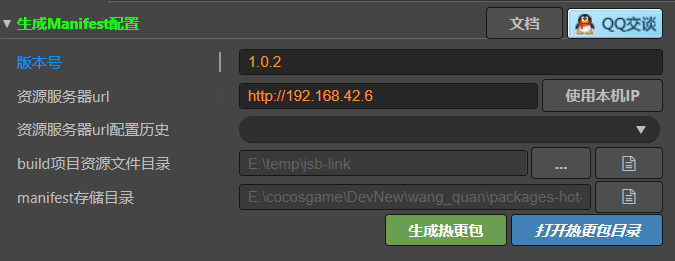 生成Manifest配置 文档 QQ交谈
版本号 1.0.2
资源服务器url http://192.168.42.6 使用本机IP
资源服务器url配置历史
build项目资源文件目录 E:\temp\jsb-link ...
manifest存储目录 E:\cocosgame\DevNew\wang_quan\packages-hot-
生成热更包 打开热更包目录